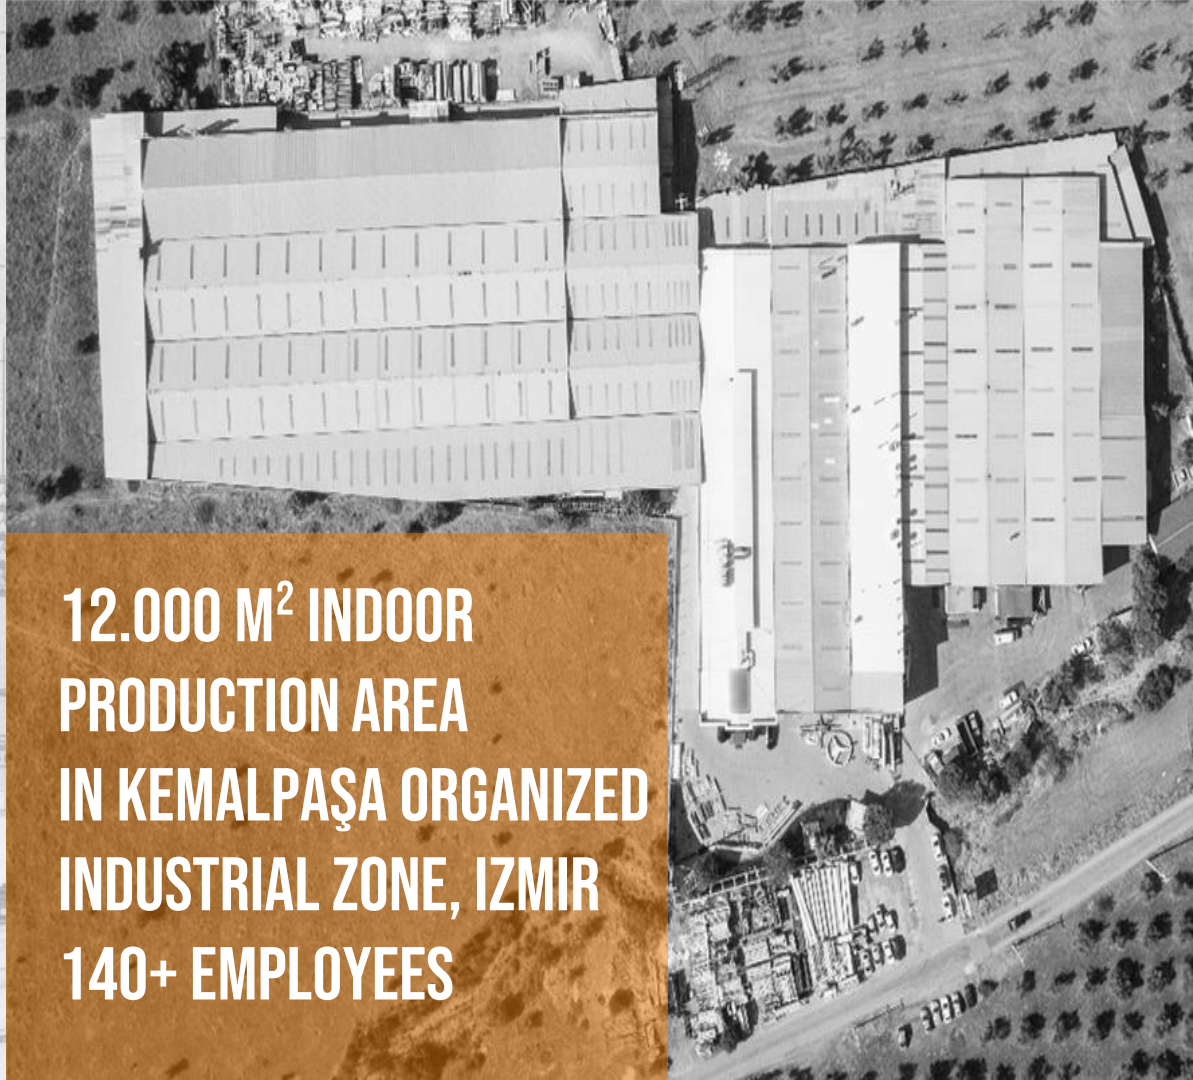 12.000 M² INDOOR
PRODUCTION AREA
IN KEMALPAŞA ORGANIZED
INDUSTRIAL ZONE, IZMIR
140+ EMPLOYEES